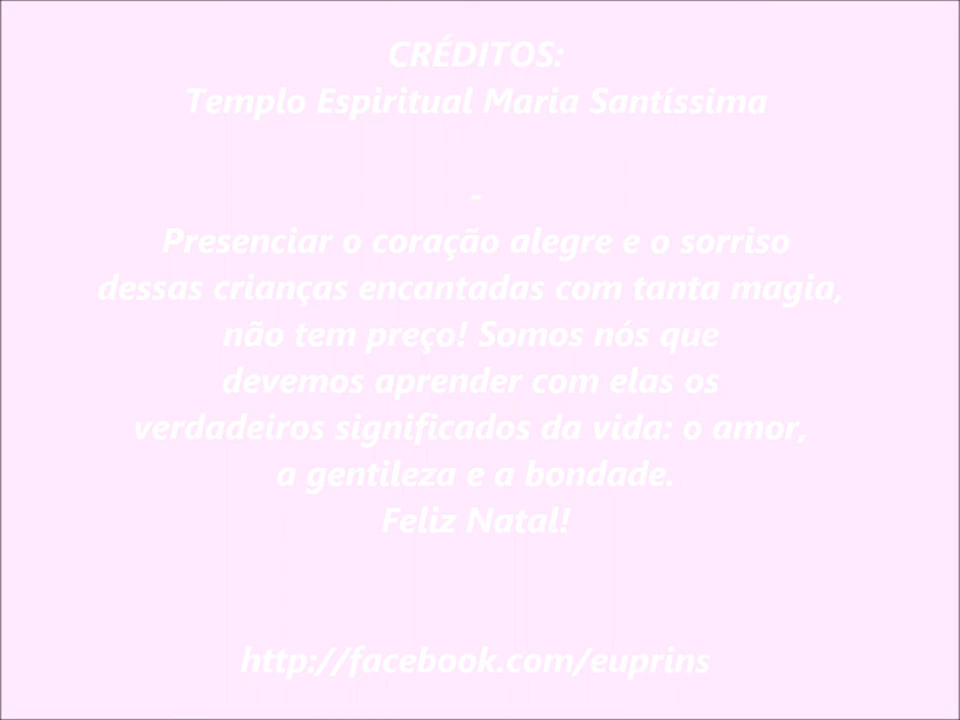 CRÉDITOS:
Templo Espiritual Maria Santíssima
-
Presenciar o coração alegre e o sorriso
dessas crianças encantadas com tanta magia,
não tem preço! Somos nós que
devemos aprender com elas os
verdadeiros significados da vida: o amor,
a gentileza e a bondade.
Feliz Natal!
http://facebook.com/euprins